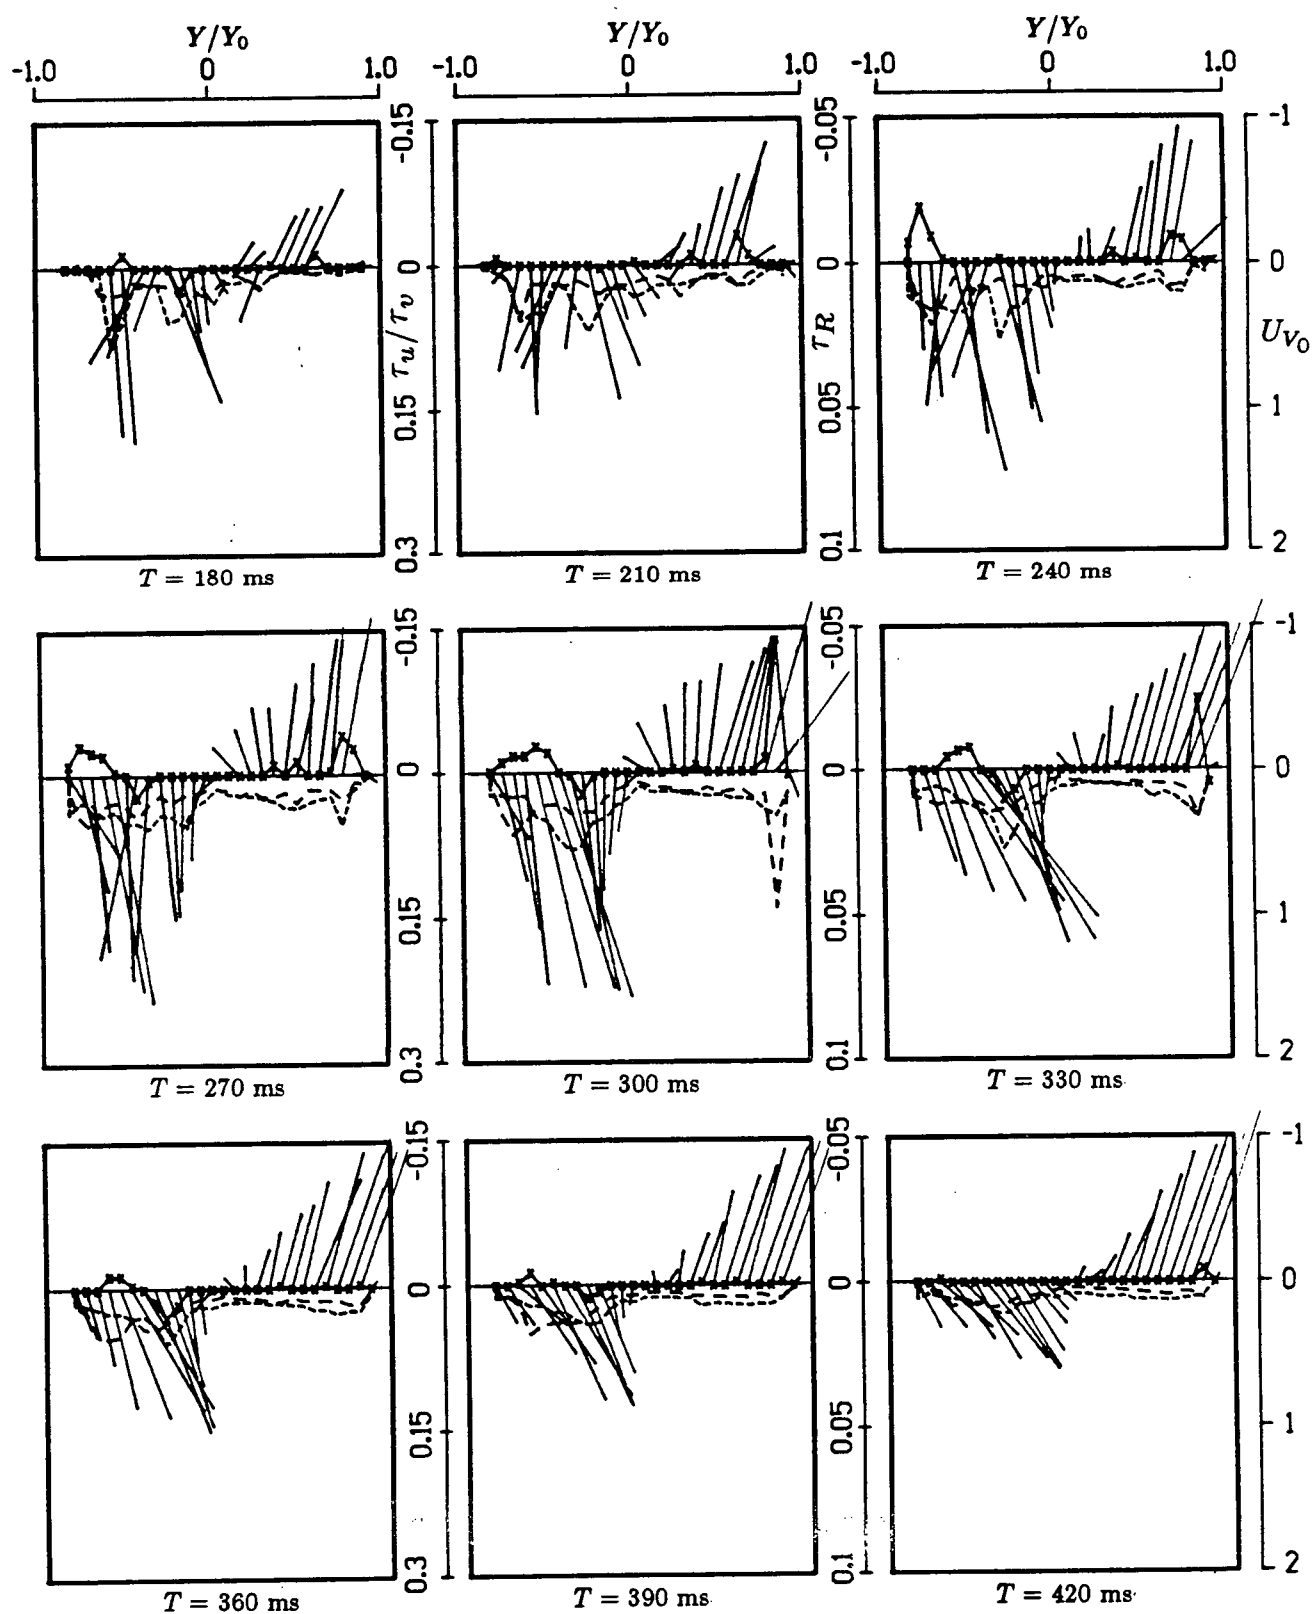 Y/Y0 Y/Y0 Y/Y0
-1.0 0 1.0 -1.0 0 1.0 -1.0 0 1.0
-0.15 0 0.15 0.3
τu/τv
-0.05 0 0.05 0.1
τR
-1 0 1 2
UV0
T = 180 ms T = 210 ms T = 240 ms
-0.15 0 0.15 0.3
-0.05 0 0.05 0.1
-1 0 1 2
T = 270 ms T = 300 ms T = 330 ms
-0.15 0 0.15 0.3
-0.05 0 0.05 0.1
-1 0 1 2
T = 360 ms T = 390 ms T = 420 ms